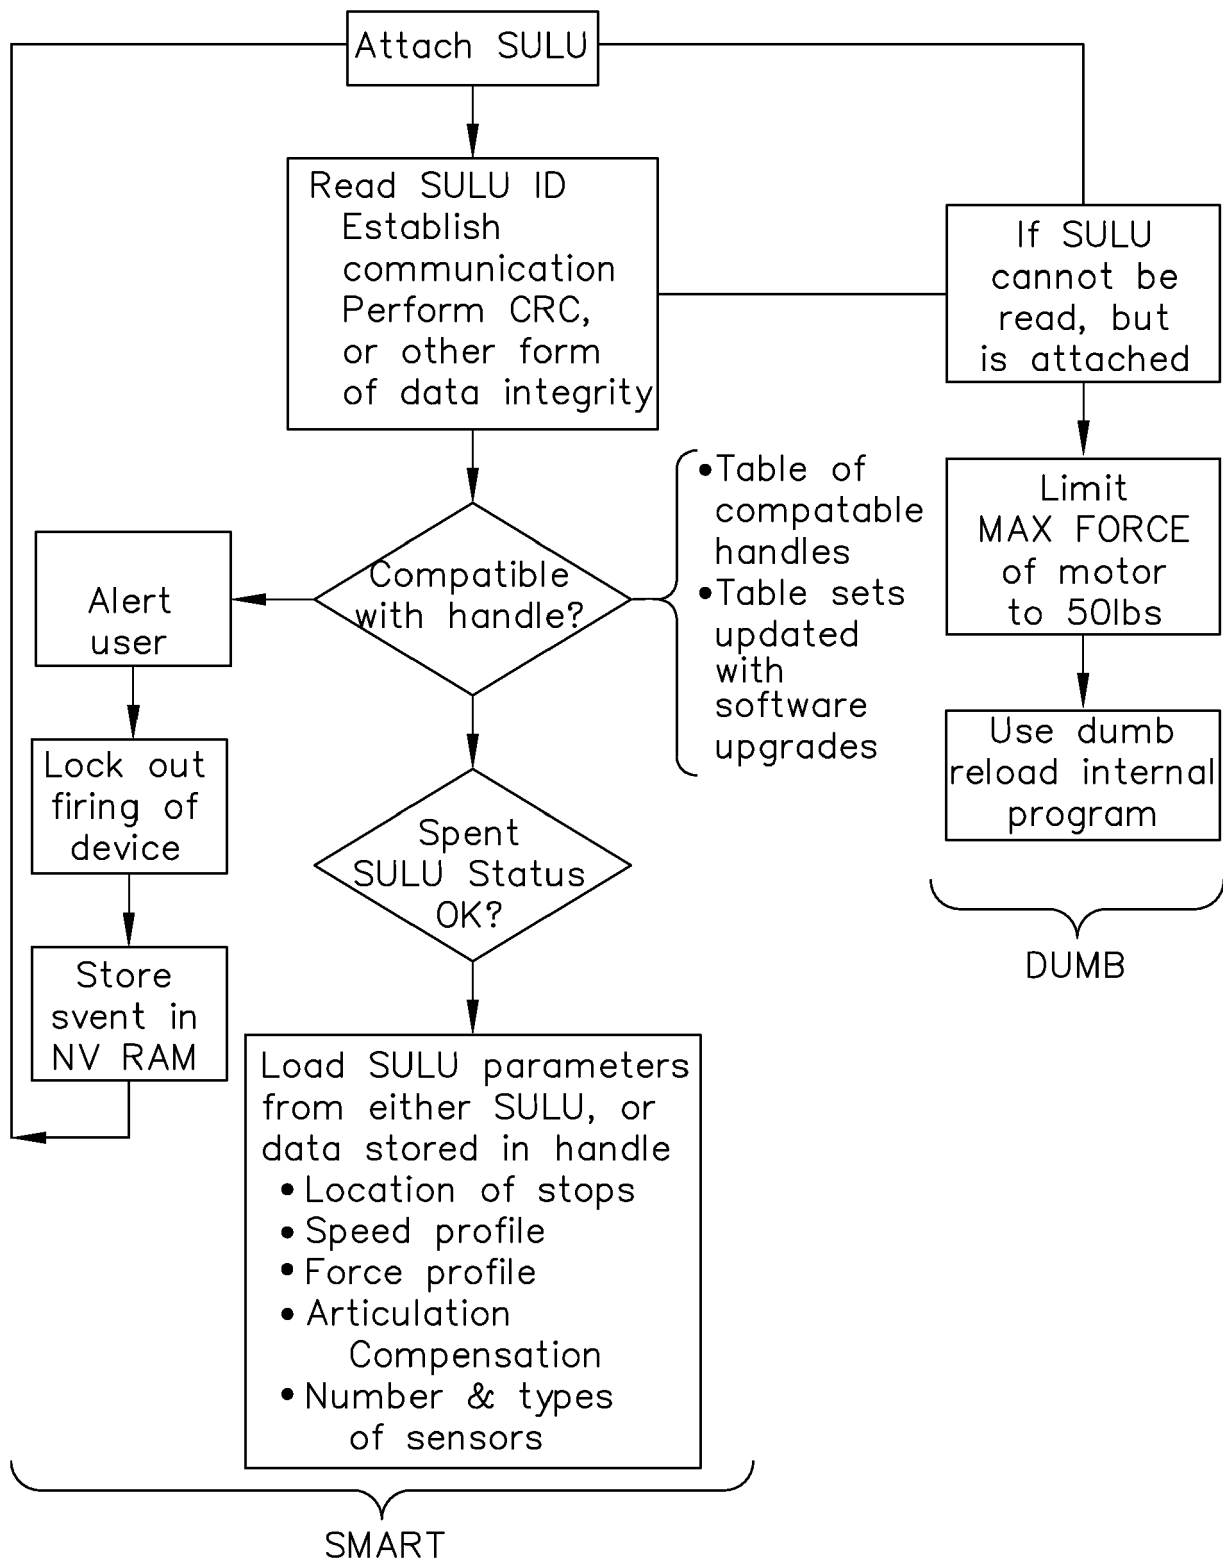 Attach SULU
Read SULU ID
Establish
communication
Perform CRC,
or other form
of data integrity
If SULU
cannot be
read, but
is attached
Limit
MAX FORCE
of motor
to 50lbs
Use dumb
reload internal
program
DUMB
Compatible
with handle?
•Table of
compatable
handles
•Table sets
updated
with
software
upgrades
Alert
user
Lock out
firing of
device
Store
svent in
NV RAM
Spent
SULU Status
OK?
Load SULU parameters
from either SULU, or
data stored in handle
• Location of stops
• Speed profile
• Force profile
• Articulation
Compensation
• Number & types
of sensors
SMART